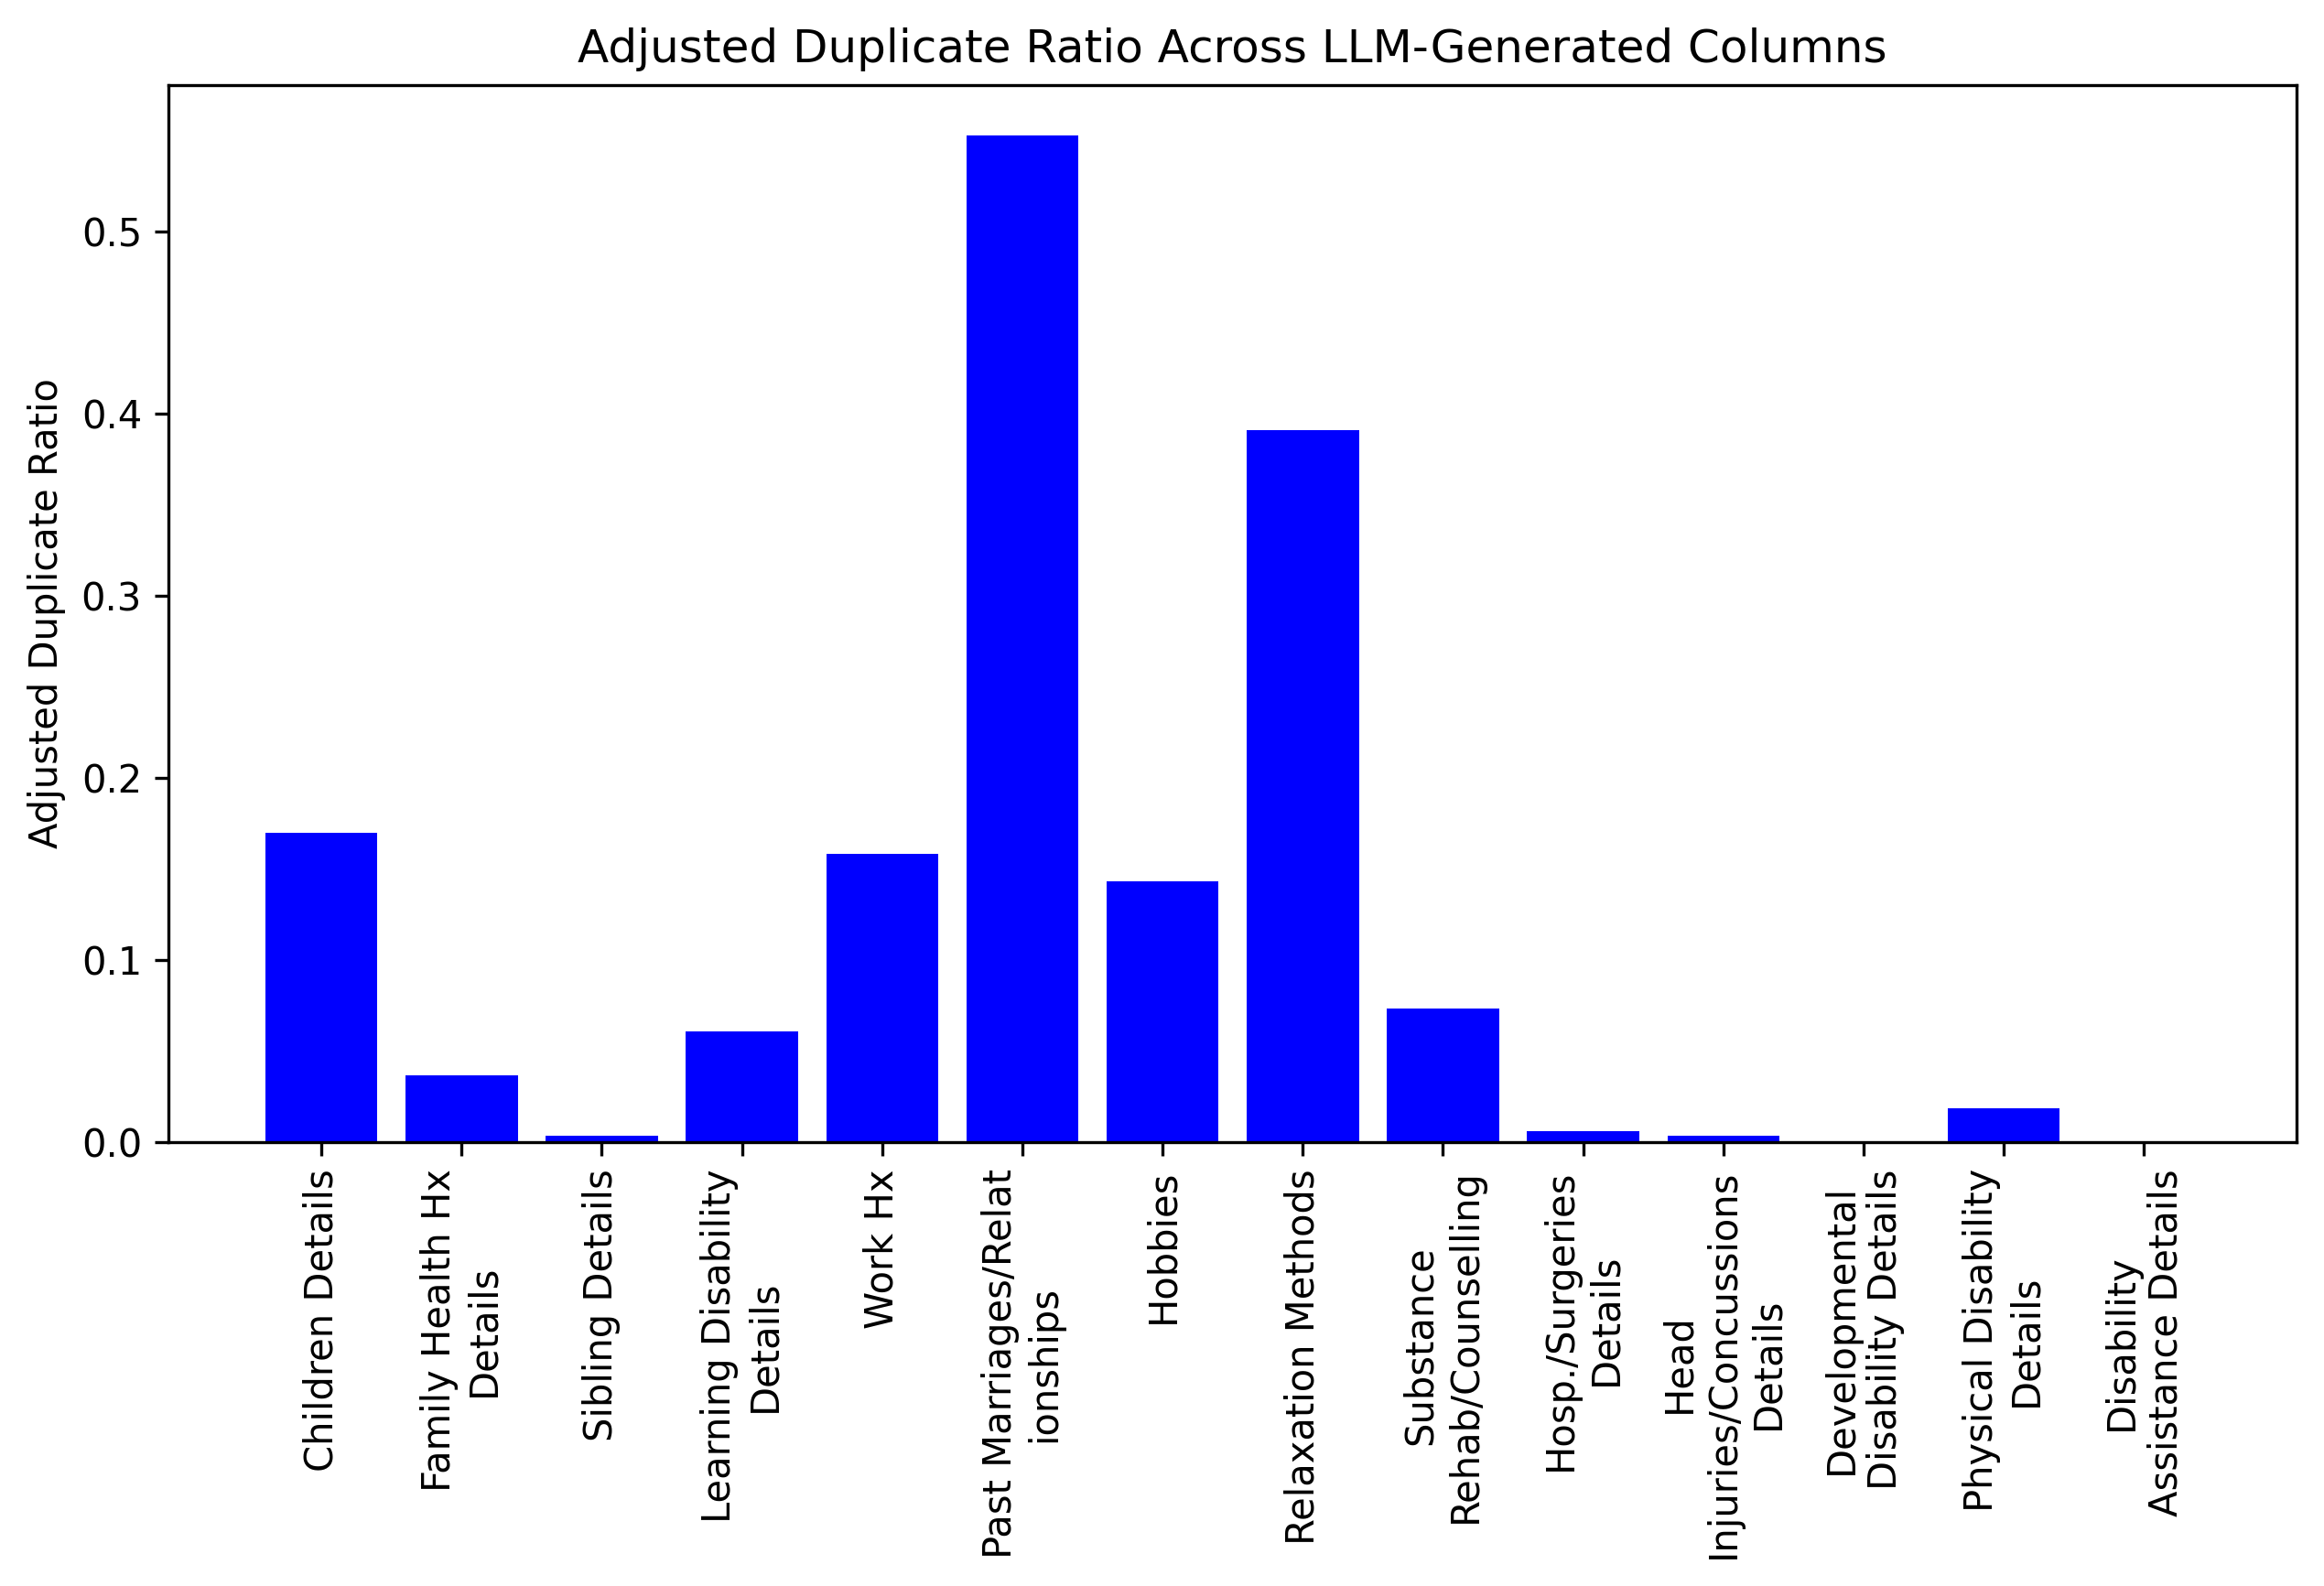 Adjusted Duplicate Ratio Across LLM-Generated Columns
Adjusted Duplicate Ratio
0.5
0.4
0.3
0.2
0.1
0.0
Children Details
Family Health Hx
Details
Sibling Details
Learning Disability
Details
Work Hx
Past Marriages/Relat
ionships
Hobbies
Relaxation Methods
Substance
Rehab/Counselling
Hosp./Surgeries
Details
Head
Injuries/Concussions
Details
Developmental
Disability Details
Physical Disability
Details
Disability
Assistance Details